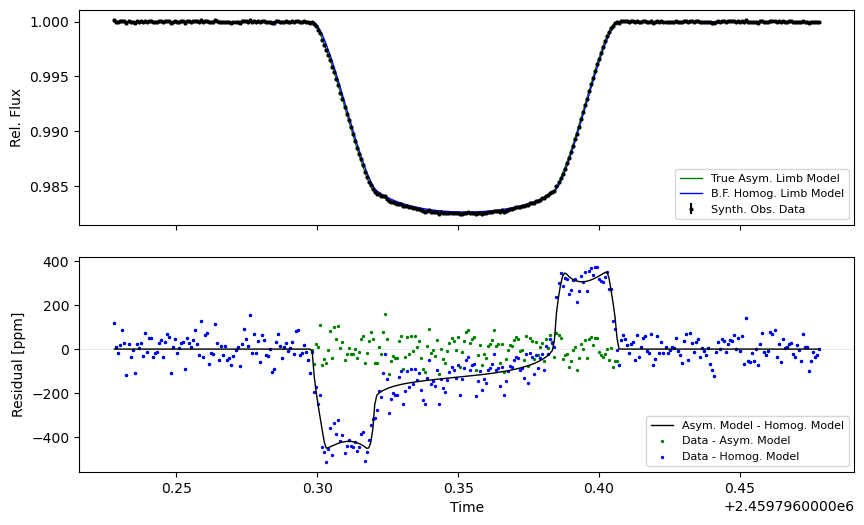 1.000
0.995
0.990
0.985
Rel. Flux
True Asym. Limb Model
B.F. Homog. Limb Model
Synth. Obs. Data
400
200
0
−200
−400
Residual [ppm]
Asym. Model - Homog. Model
Data - Asym. Model
Data - Homog. Model
0.25 0.30 0.35 0.40 0.45
Time
+2.4597960000e6